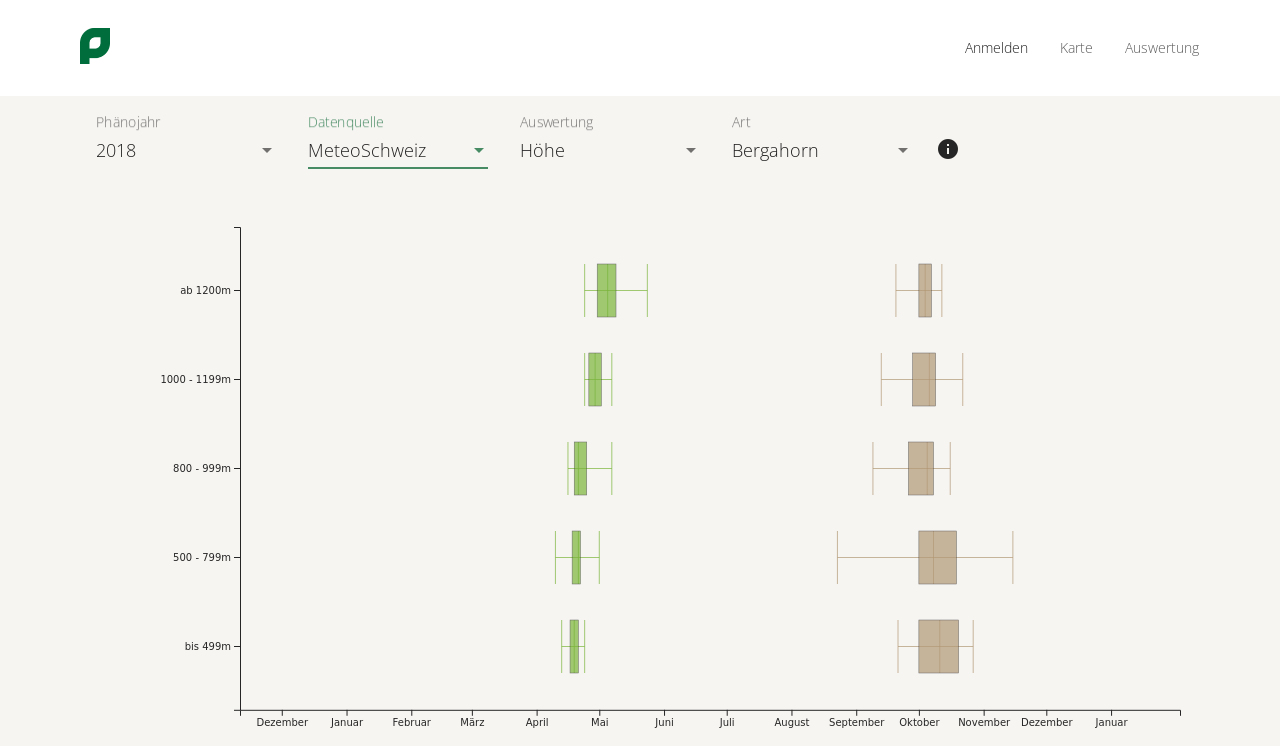 Anmelden Karte Auswertung
Phänojahr Datenquelle Auswertung Art
2018 MeteoSchweiz Höhe Bergahorn
ab 1200m
1000 - 1199m
800 - 999m
500 - 799m
bis 499m
Dezember Januar Februar März April Mai Juni Juli August September Oktober November Dezember Januar